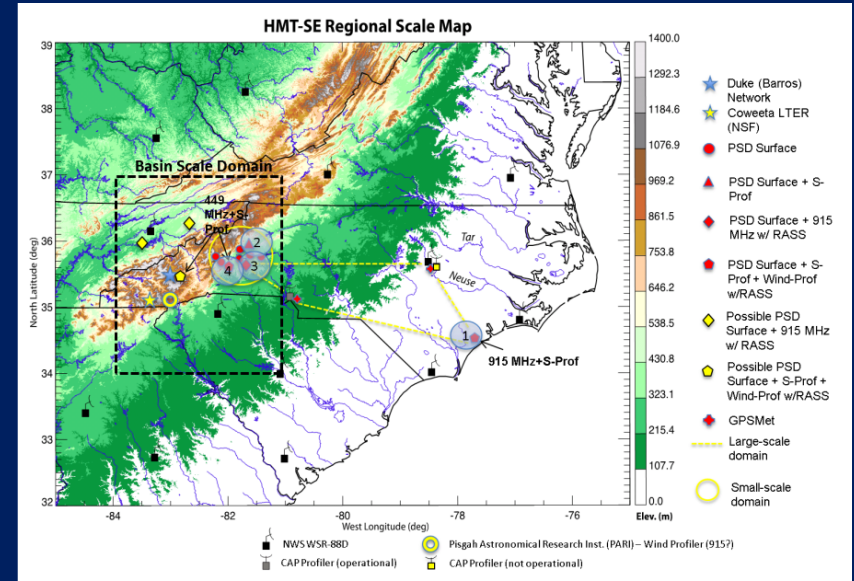 HMT-SE Regional Scale Map
39
38
37
36
35
34
33
32
North Latitude (deg)
Basin Scale Domain
449
MHz+S-
Prof
2
4
3
1
Tar
Neuse
915 MHz+S-Prof
-84
-82
-80
-78
-76
West Longitude (deg)
1400.0
1292.3
1184.6
1076.9
969.2
861.5
753.8
646.2
538.5
430.8
323.1
215.4
107.7
0.0
Elev. (m)
Duke (Barros)
Network
Coweeta LTER
(NSF)
PSD Surface
PSD Surface + S-
Prof
PSD Surface + 915
MHz w/ RASS
PSD Surface + S-
Prof + Wind-Prof
w/RASS
Possible PSD
Surface + 915 MHz
w/ RASS
Possible PSD
Surface + S-Prof +
Wind-Prof w/RASS
GPSMet
Large-scale
domain
Small-scale
domain
NWS WSR-88D
Pisgah Astronomical Research Inst. (PARI) – Wind Profiler (915?)
CAP Profiler (operational)
CAP Profiler (not operational)